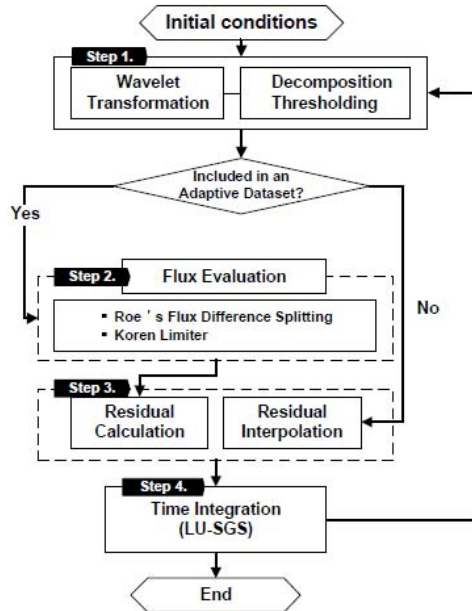 Initial conditions
Step 1.
Wavelet
Transformation
Decomposition
Thresholding
Included in an
Adaptive Dataset?
Yes
No
Step 2.
Flux Evaluation
▪ Roe ’ s Flux Difference Splitting
▪ Koren Limiter
Step 3.
Residual
Calculation
Residual
Interpolation
Step 4.
Time Integration
(LU-SGS)
End